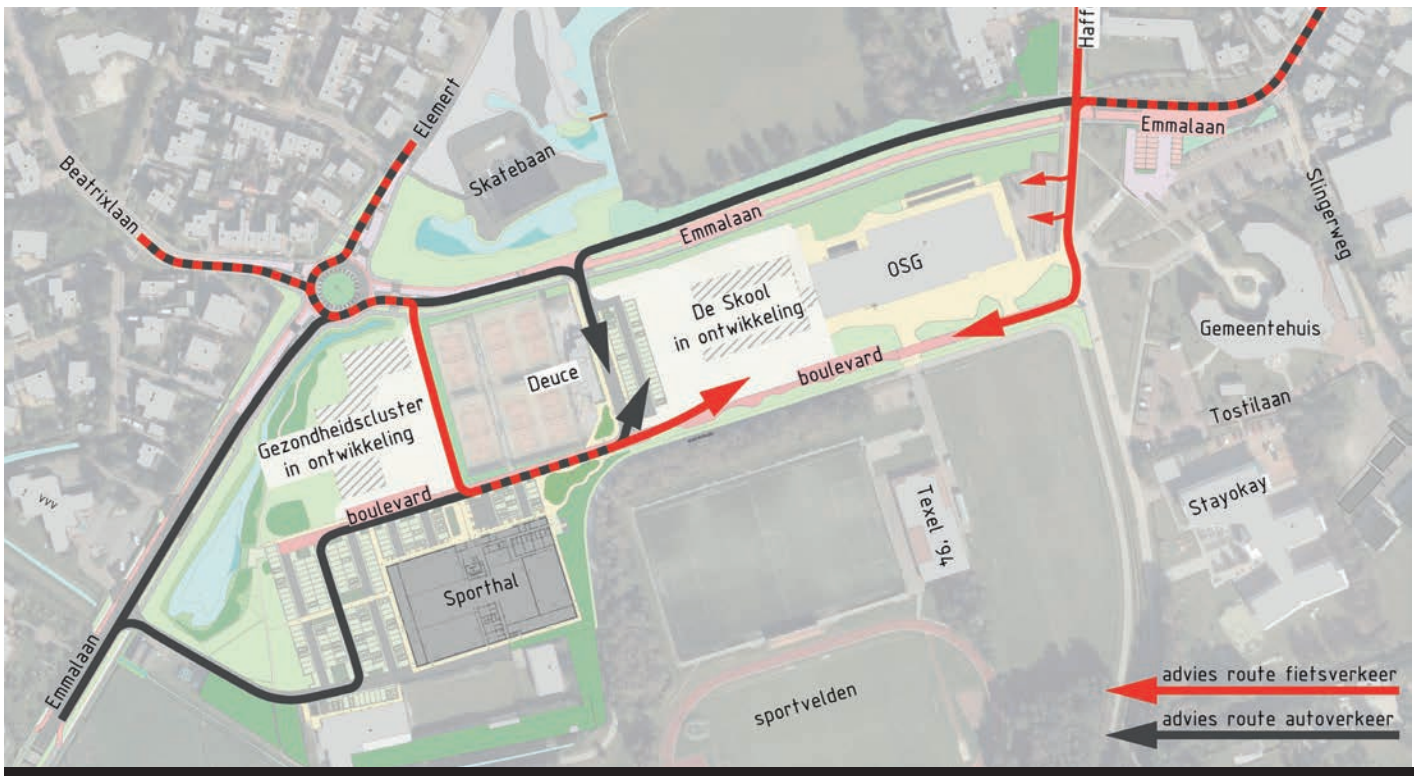 Haff
Elemert
Beatrixlaan
Skatebaan
Emmalaan
Emmalaan
Slingerweg
OSG
De Skool
in ontwikkeling
Gemeentehuis
boulevard
Deuce
Tostilaan
Gezondheidscluster
in ontwikkeling
VVV
boulevard
Stayokay
Texel '94
Sporthal
Emmalaan
sportvelden
advies route fietsverkeer
advies route autoverkeer